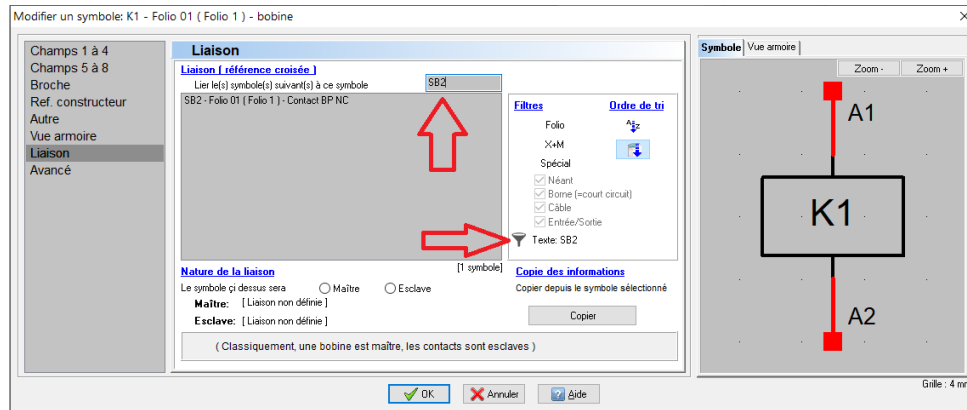 Modifier un symbole: K1 - Folio 01 ( Folio 1 ) - bobine
Champs 1 à 4
Champs 5 à 8
Broche
Ref. constructeur
Autre
Vue armoire
Liaison
Avancé
Liaison
Liaison ( référence croisée )
Lier le(s) symbole(s) suivant(s) à ce symbole
SB2
SB2 - Folio 01 ( Folio 1 ) - Contact BP NC
[1 symbole]
Filtres
Ordre de tri
Folio
X+M
Spécial
Néant
Borne (=court circuit)
Câble
Entrée/Sortie
Texte: SB2
Nature de la liaison
Le symbole çi dessus sera
Maître
Esclave
Maître: [ Liaison non définie ]
Esclave: [ Liaison non définie ]
Copie des informations
Copier depuis le symbole sélectionné
Copier
( Classiquement, une bobine est maître, les contacts sont esclaves )
OK
Annuler
Aide
Symbole
Vue armoire
Zoom -
Zoom +
A1
K1
A2
Grille : 4 mm